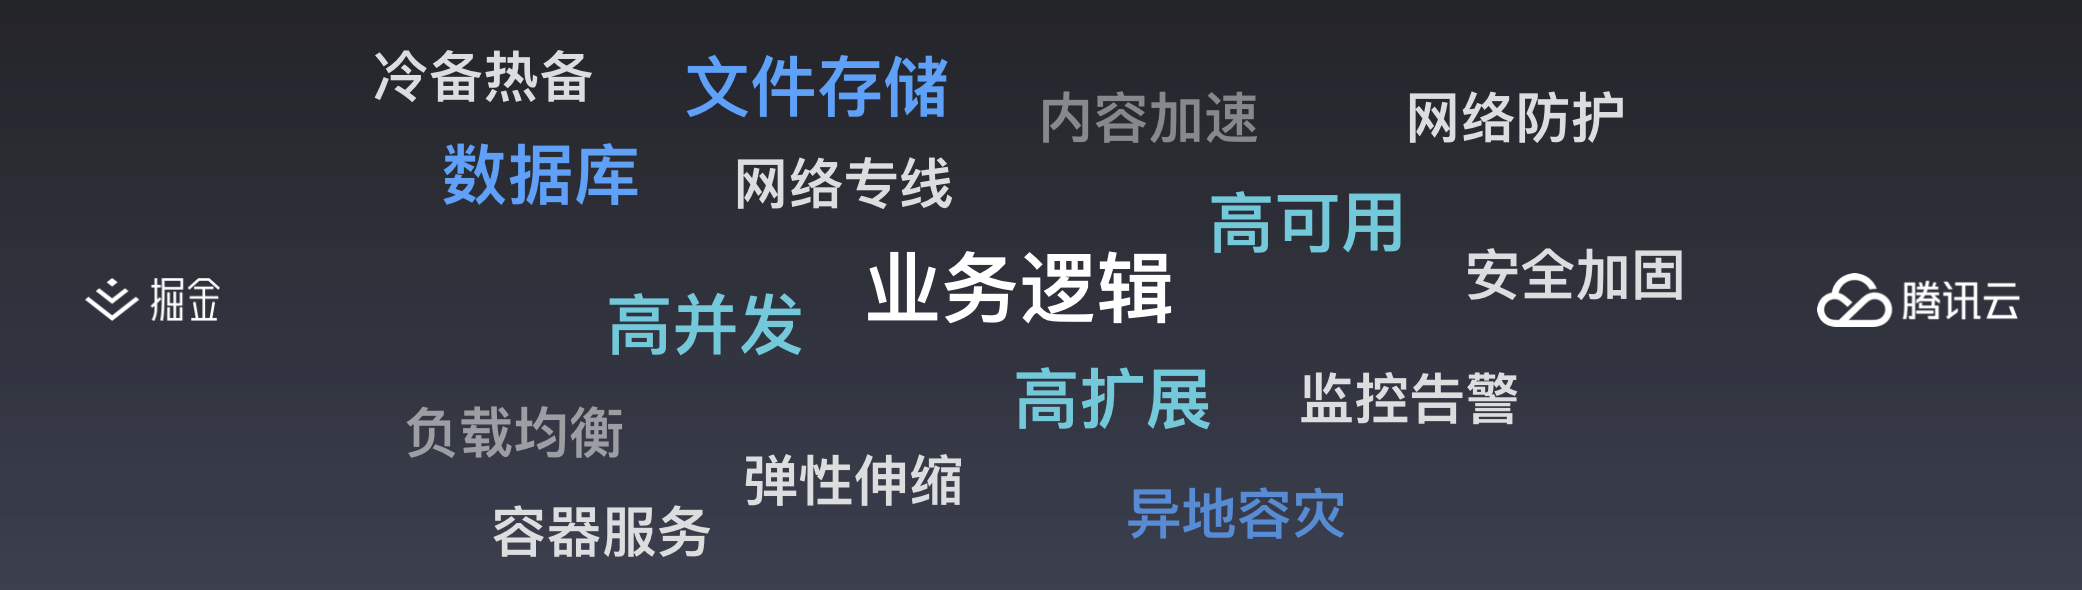 冷备热备
文件存储
内容加速
网络防护
数据库
网络专线
高可用
业务逻辑
安全加固
掘金
高并发
腾讯云
高扩展
监控告警
负载均衡
弹性伸缩
异地容灾
容器服务